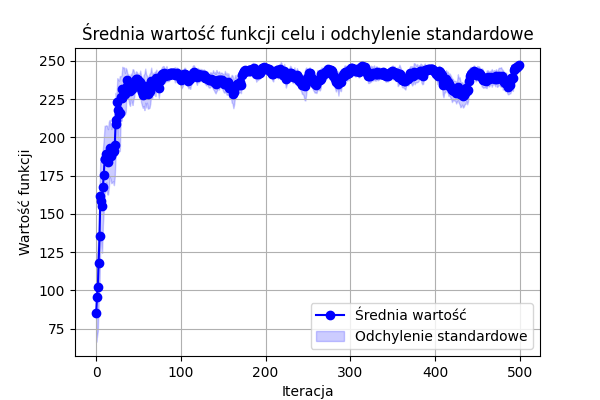 Średnia wartość funkcji celu i odchylenie standardowe
250
225
200
175
150
125
100
75
Wartość funkcji
Średnia wartość
Odchylenie standardowe
0 100 200 300 400 500
Iteracja